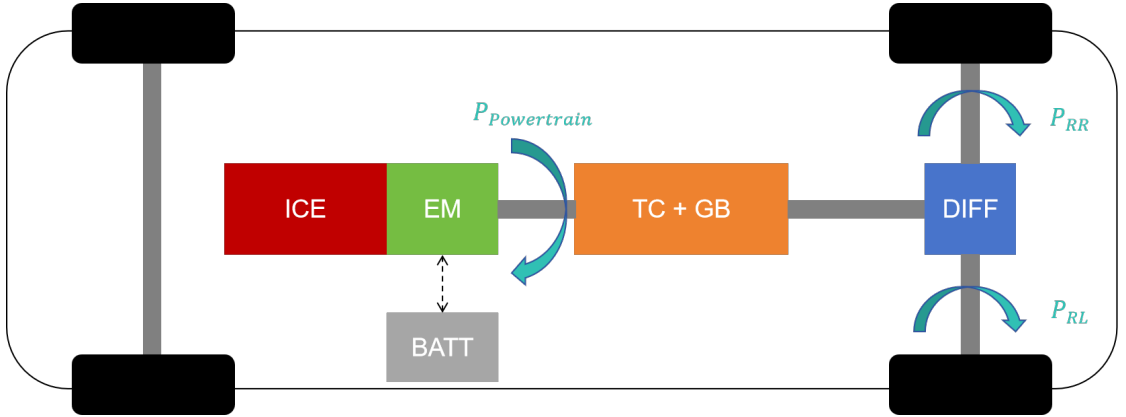 P_Powertrain
P_RR
ICE
EM
TC + GB
DIFF
P_RL
BATT